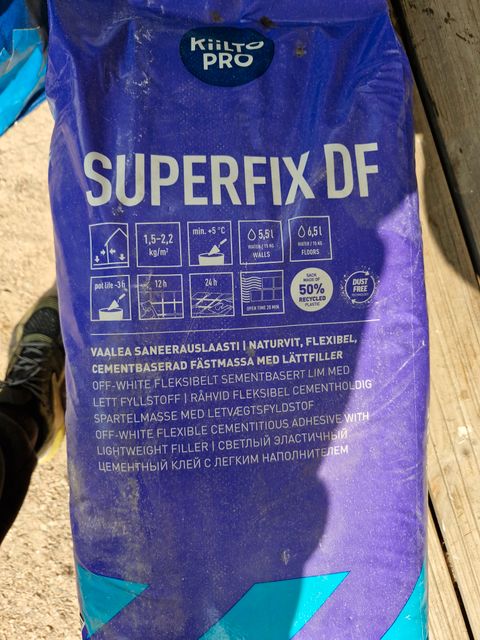 KiiLTO
PRO
SUPERFIX DF
1,5-2,2
kg/m²
min. +5 °C
5,5l
WATER / 15 KG
WALLS
6,5l
WATER / 15 KG
FLOORS
pot life ~3 h
12 h
24 h
OPEN TIME 30 MIN
SACK MADE OF
50%
RECYCLED
PLASTIC
DUST
FREE
VAALEA SANEERAUSLAASTI | NATURVIT, FLEXIBEL,
CEMENTBASERAD FÄSTMASSA MED LÄTTFILLER
OFF-WHITE FLEKSIBELT SEMENTBASERT LIM MED
LETT FYLLSTOFF | RÅHVID FLEKSIBEL CEMENTHOLDIG
SPARTELMASSE MED LETVÆGTSFYLDSTOF
OFF-WHITE FLEXIBLE CEMENTITIOUS ADHESIVE WITH
LIGHTWEIGHT FILLER | СВЕТЛЫЙ ЭЛАСТИЧНЫЙ
ЦЕМЕНТНЫЙ КЛЕЙ С ЛЕГКИМ НАПОЛНИТЕЛЕМ